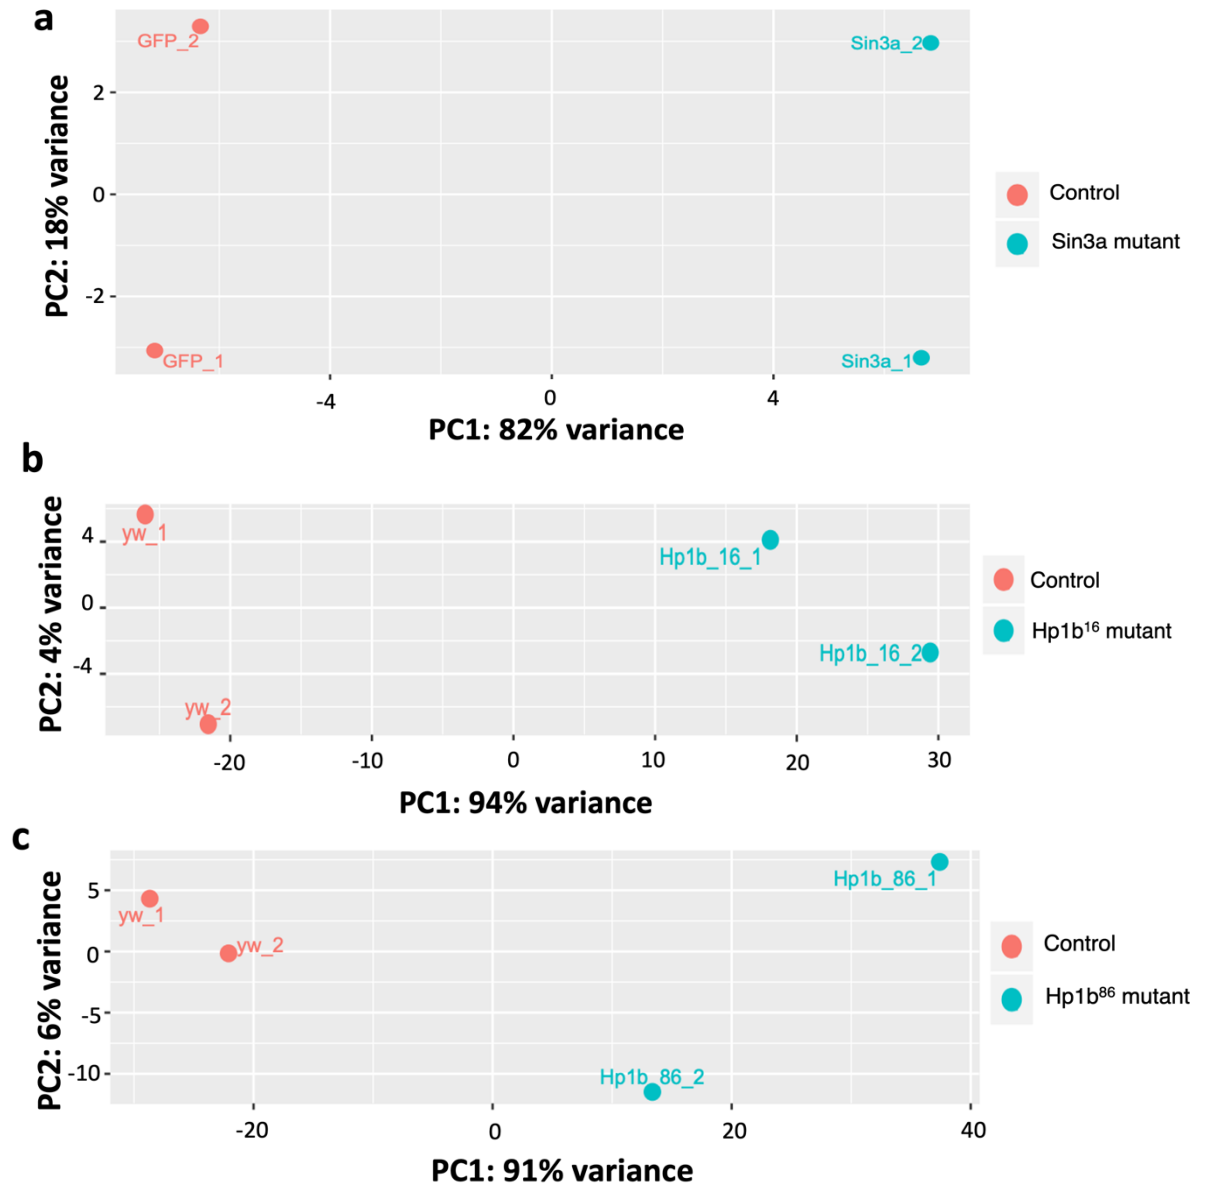 a
GFP_2
Sin3a_2
2
0
-2
PC2: 18% variance
GFP_1
Sin3a_1
-4
0
4
PC1: 82% variance
Control
Sin3a mutant
b
yw_1
Hp1b_16_1
4
0
-4
PC2: 4% variance
Hp1b_16_2
yw_2
-20
-10
0
10
20
30
PC1: 94% variance
Control
Hp1b¹⁶ mutant
c
Hp1b_86_1
yw_1
yw_2
5
0
-5
-10
PC2: 6% variance
Hp1b_86_2
-20
0
20
40
PC1: 91% variance
Control
Hp1b⁸⁶ mutant